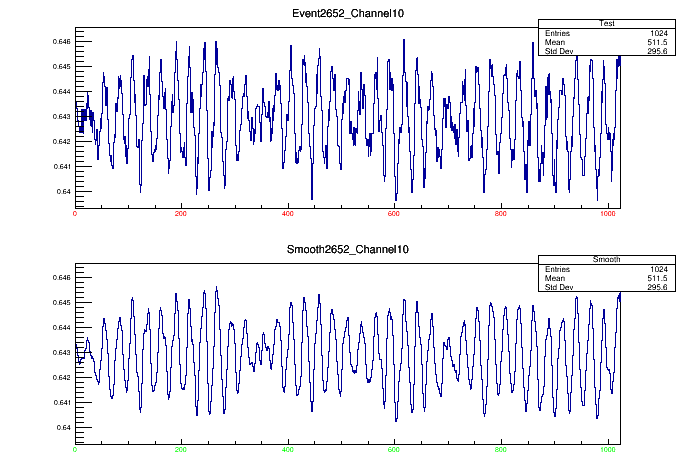 Event2652_Channel10
Test
Entries 1024
Mean 511.5
Std Dev 295.6
0.646
0.645
0.644
0.643
0.642
0.641
0.64
0 200 400 600 800 1000
Smooth2652_Channel10
Smooth
Entries 1024
Mean 511.5
Std Dev 295.6
0.646
0.645
0.644
0.643
0.642
0.641
0.64
0 200 400 600 800 1000